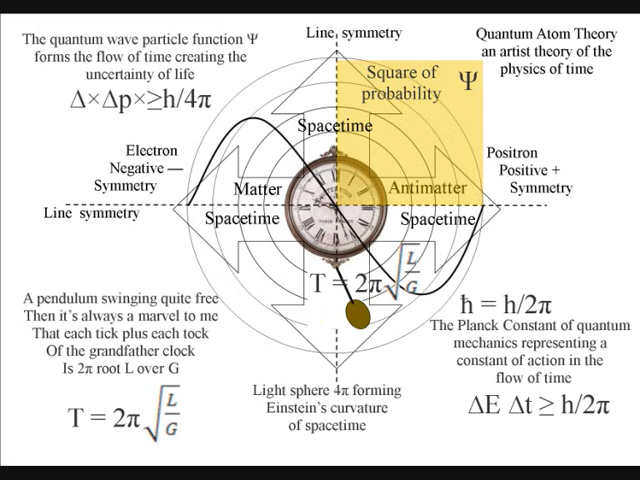 The quantum wave particle function Ψ
forms the flow of time creating the
uncertainty of life
Δ×Δp×≥h/4π
Line symmetry
Quantum Atom Theory
an artist theory of the
physics of time
Square of
probability
Ψ
Spacetime
Electron
Negative —
Symmetry
Positron
Positive +
Symmetry
Matter
Antimatter
Line symmetry
Spacetime
Spacetime
T = 2π√(L/G)
A pendulum swinging quite free
Then it's always a marvel to me
That each tick plus each tock
Of the grandfather clock
Is 2π root L over G
T = 2π√(L/G)
Light sphere 4π forming
Einstein's curvature
of spacetime
ħ = h/2π
The Planck Constant of quantum
mechanics representing a
constant of action in the
flow of time
ΔE Δt ≥ h/2π